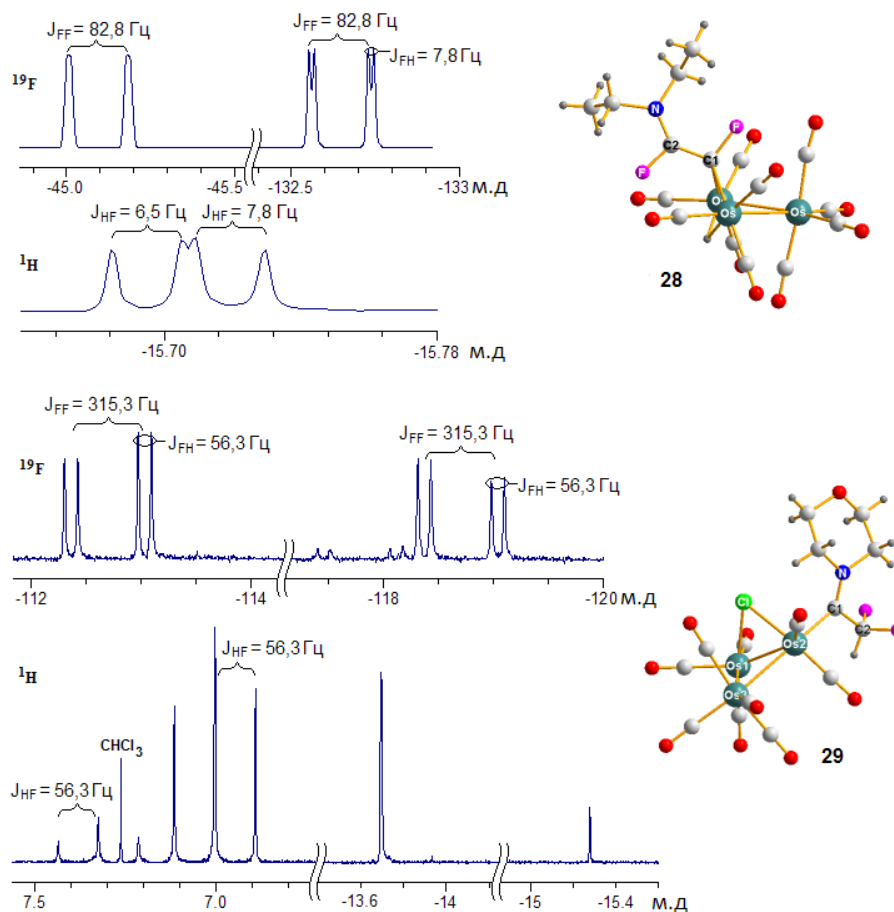 J_FF = 82,8 Гц
J_FF = 82,8 Гц
J_FH = 7,8 Гц
19F
-45.0 -45.5 -132.5 -133 м.д
J_HF = 6,5 Гц J_HF = 7,8 Гц
1H
-15.70 -15.78
м.д
N
F
C2
C1
F
O
Os
Os
28
J_FF = 315,3 Гц
J_FH = 56,3 Гц
J_FF = 315,3 Гц
J_FH = 56,3 Гц
19F
-112 -114 -118 -120 м.д
1H
J_HF = 56,3 Гц
CHCl3
J_HF = 56,3 Гц
7.5 7.0 -13.6 -14 -15 -15.4 м.д
N
C1
Cl
C2
Os2
Os1
29